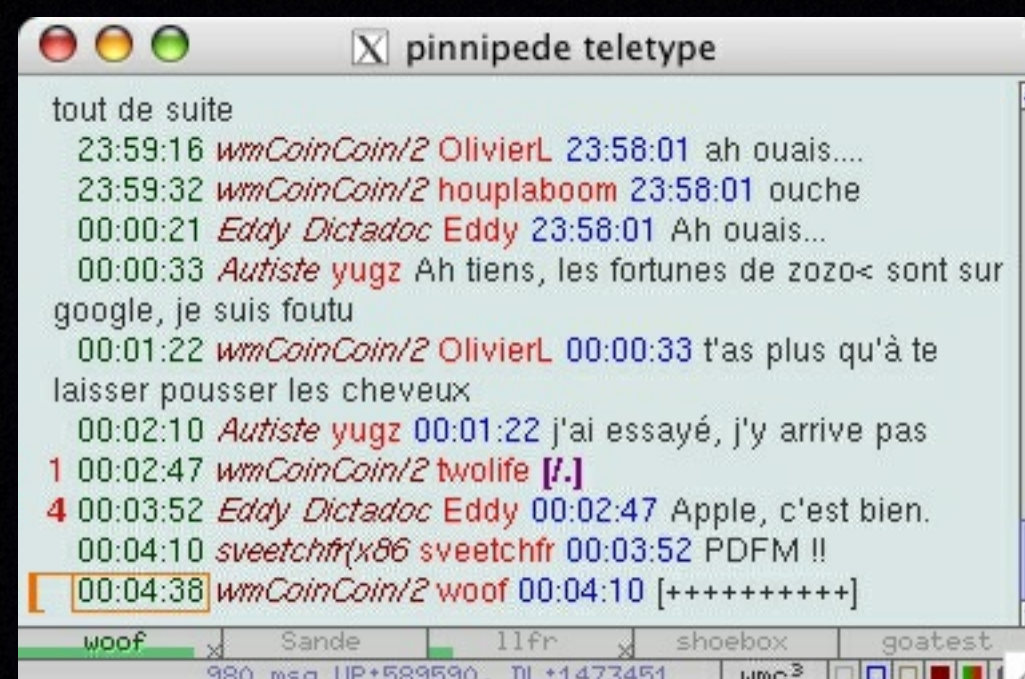 X pinnipede teletype
tout de suite
23:59:16 wmCoinCoin/2 OlivierL 23:58:01 ah ouais....
23:59:32 wmCoinCoin/2 houplaboom 23:58:01 ouche
00:00:21 Eddy Dictadoc Eddy 23:58:01 Ah ouais...
00:00:33 Autiste yugz Ah tiens, les fortunes de zozo< sont sur
google, je suis foutu
00:01:22 wmCoinCoin/2 OlivierL 00:00:33 t'as plus qu'à te
laisser pousser les cheveux
00:02:10 Autiste yugz 00:01:22 j'ai essayé, j'y arrive pas
1 00:02:47 wmCoinCoin/2 twolife [/.]
4 00:03:52 Eddy Dictadoc Eddy 00:02:47 Apple, c'est bien.
00:04:10 sveetchfr(x86 sveetchfr 00:03:52 PDFM !!
[ 00:04:38 wmCoinCoin/2 woof 00:04:10 [++++++++++]
woof x Sande llfr x shoebox goatest
980 msg UP+589590 DL+1473451 wmc³